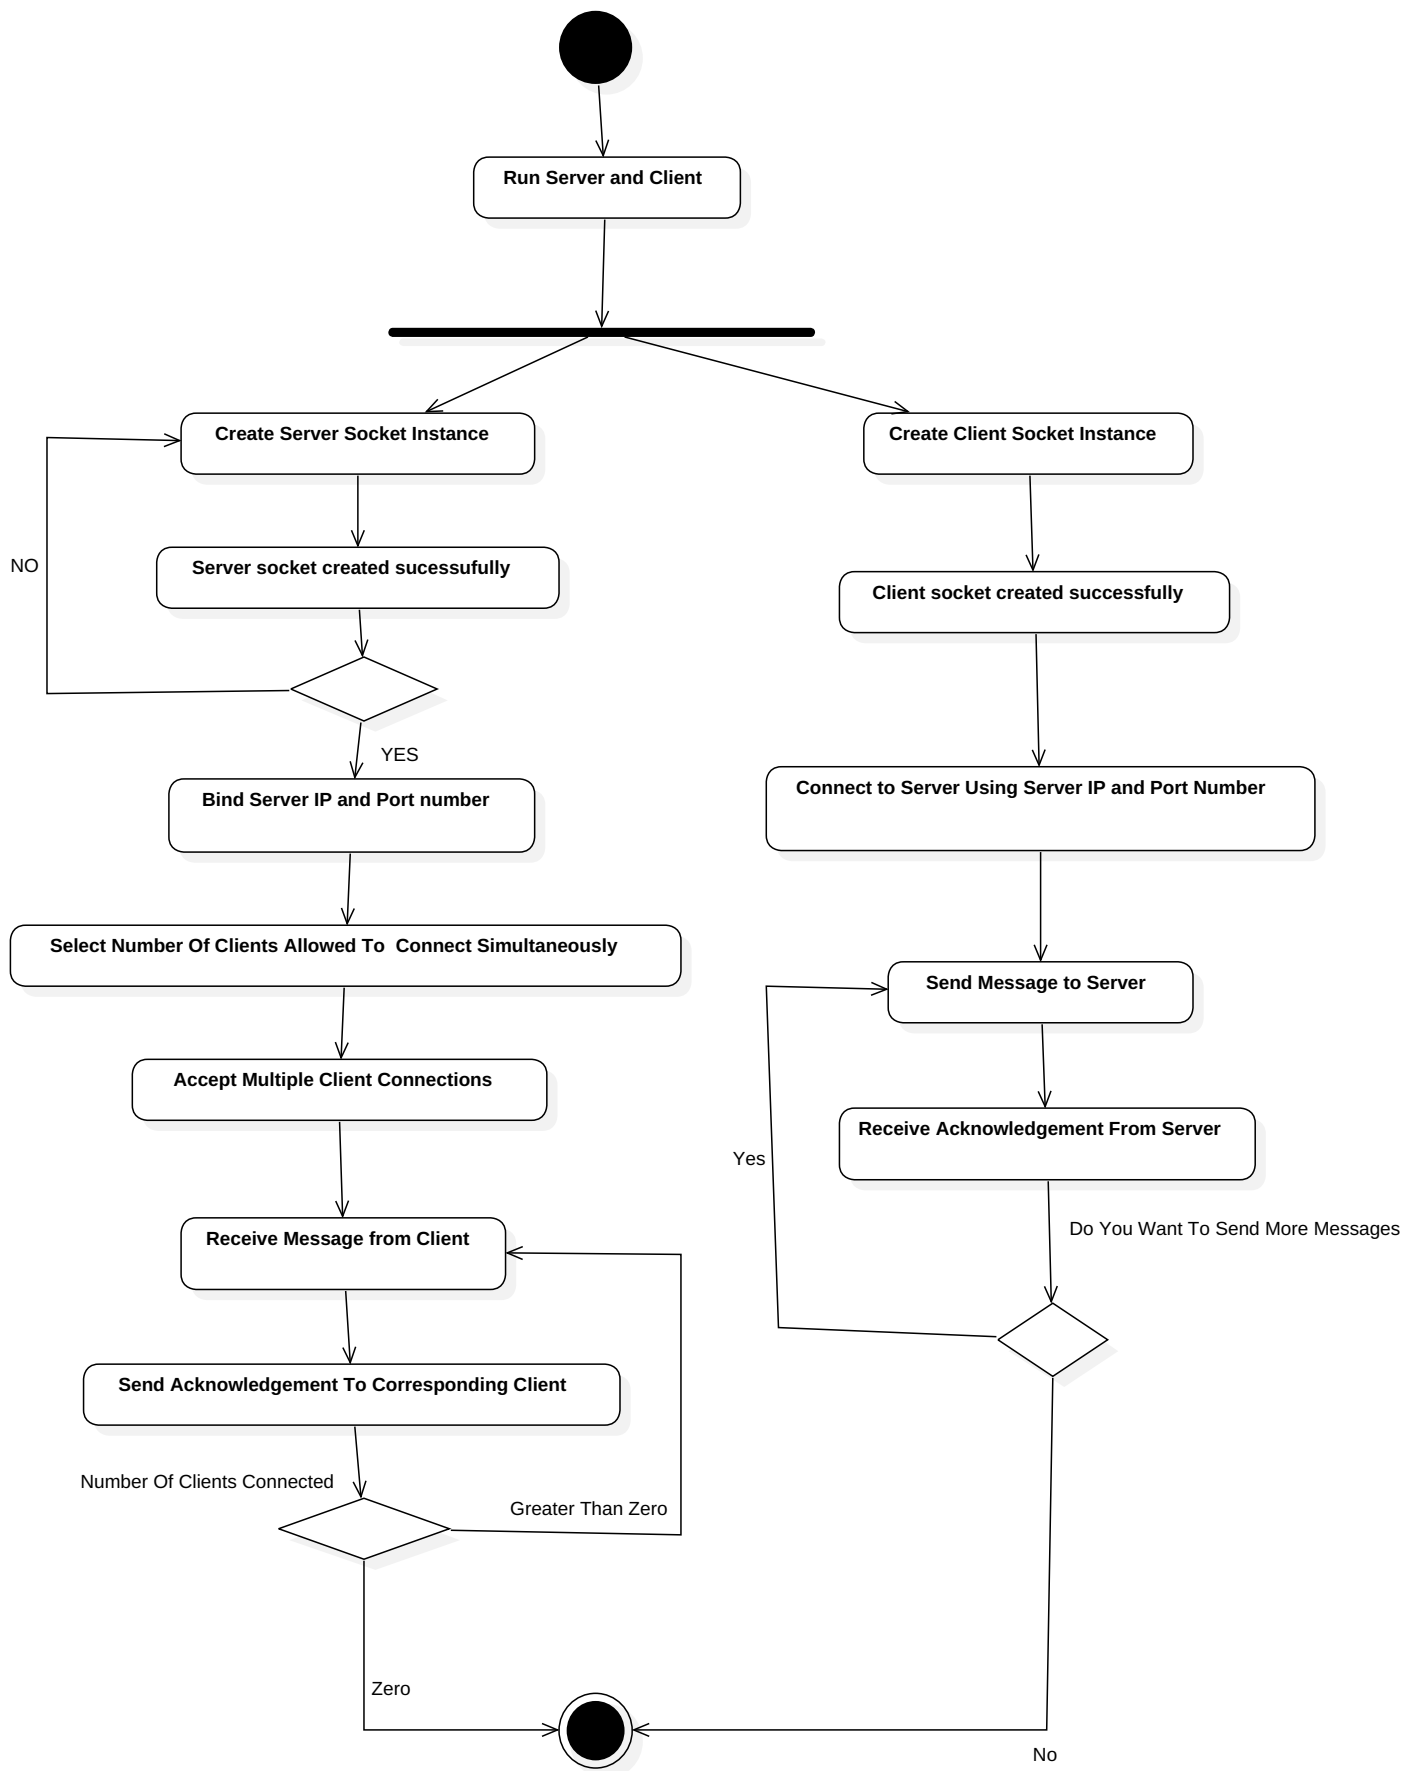 Run Server and Client
Create Server Socket Instance
Create Client Socket Instance
NO
Server socket created sucessufully
Client socket created successfully
YES
Bind Server IP and Port number
Connect to Server Using Server IP and Port Number
Select Number Of Clients Allowed To  Connect Simultaneously
Send Message to Server
Accept Multiple Client Connections
Receive Acknowledgement From Server
Yes
Receive Message from Client
Do You Want To Send More Messages
Send Acknowledgement To Corresponding Client
Number Of Clients Connected
Greater Than Zero
Zero
No